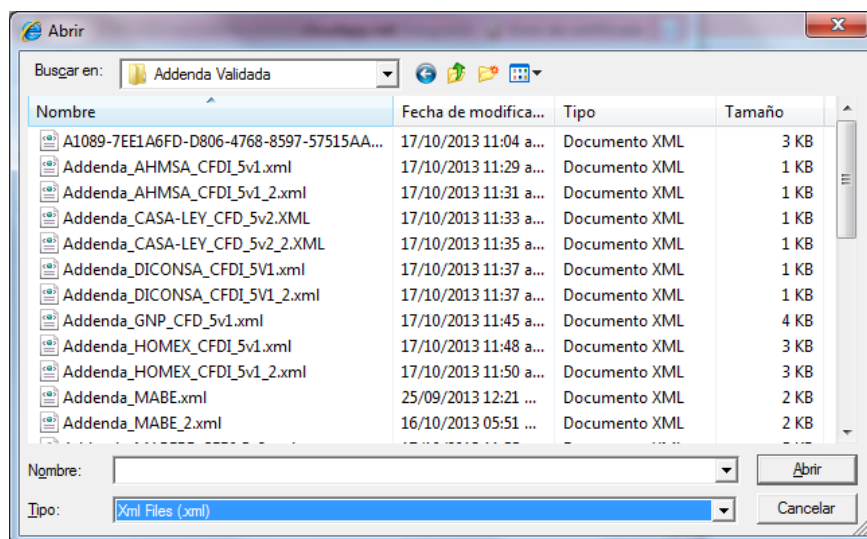 Abrir
Buscar en: Addenda Validada
Nombre Fecha de modifica... Tipo Tamaño
A1089-7EE1A6FD-D806-4768-8597-57515AA... 17/10/2013 11:04 a... Documento XML 3 KB
Addenda_AHMSA_CFDI_5v1.xml 17/10/2013 11:29 a... Documento XML 1 KB
Addenda_AHMSA_CFDI_5v1_2.xml 17/10/2013 11:31 a... Documento XML 1 KB
Addenda_CASA-LEY_CFD_5v2.XML 17/10/2013 11:33 a... Documento XML 1 KB
Addenda_CASA-LEY_CFD_5v2_2.XML 17/10/2013 11:35 a... Documento XML 1 KB
Addenda_DICONSA_CFDI_5V1.xml 17/10/2013 11:37 a... Documento XML 1 KB
Addenda_DICONSA_CFDI_5V1_2.xml 17/10/2013 11:37 a... Documento XML 1 KB
Addenda_GNP_CFD_5v1.xml 17/10/2013 11:45 a... Documento XML 4 KB
Addenda_HOMEX_CFDI_5v1.xml 17/10/2013 11:48 a... Documento XML 3 KB
Addenda_HOMEX_CFDI_5v1_2.xml 17/10/2013 11:50 a... Documento XML 3 KB
Addenda_MABE.xml 25/09/2013 12:21 ... Documento XML 2 KB
Addenda_MABE_2.xml 16/10/2013 05:51 ... Documento XML 2 KB
Nombre: Abrir
Tipo: Xml Files (.xml) Cancelar